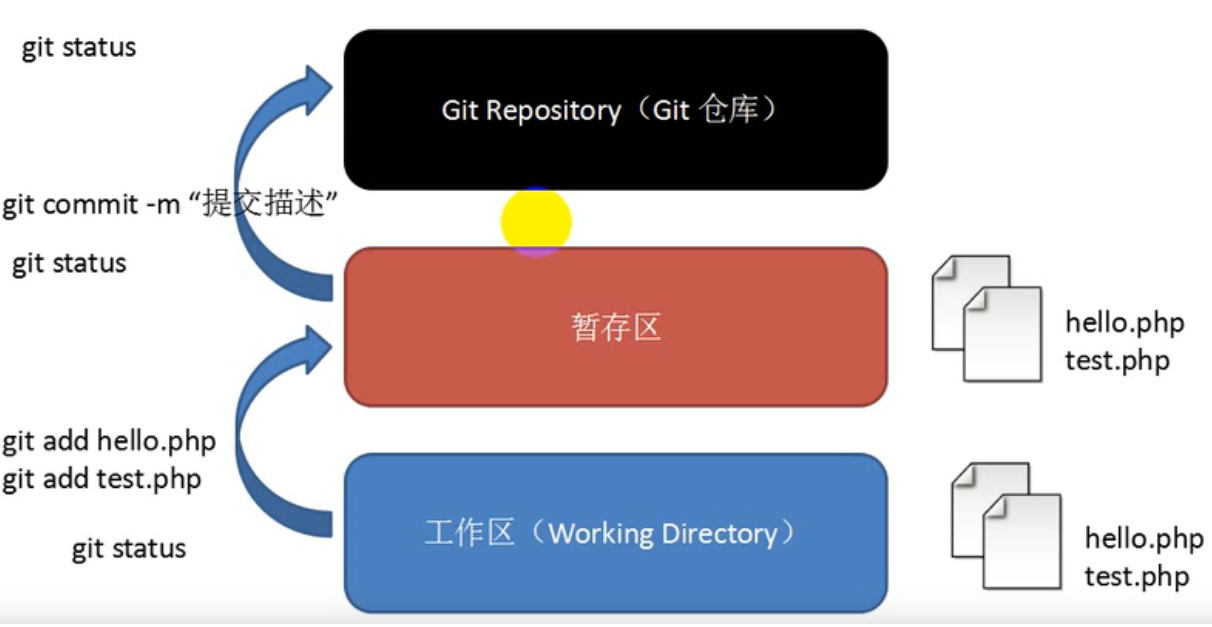 git status
Git Repository（Git 仓库）
git commit -m “提交描述”
git status
暂存区
hello.php
test.php
git add hello.php
git add test.php
工作区（Working Directory）
git status
hello.php
test.php